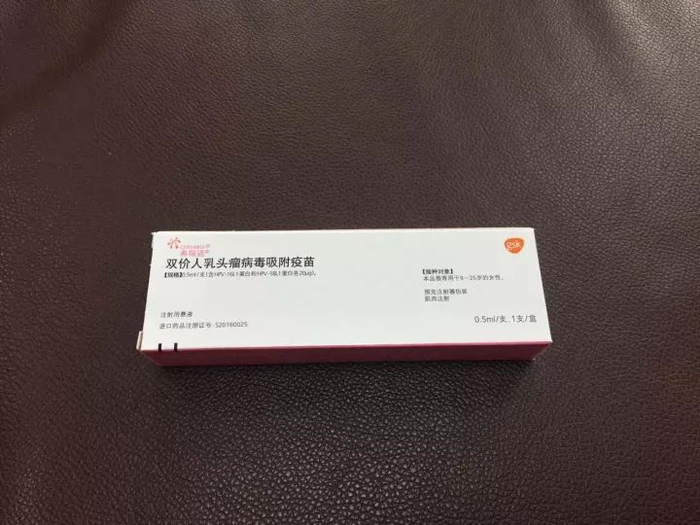 CERVARIX®
希瑞适®
gsk
双价人乳头瘤病毒吸附疫苗
【规格】0.5ml/支(含HPV-16L1蛋白和HPV-18L1蛋白各20μg)。
【接种对象】
本品推荐用于9~25岁的女性。
预充注射器包装
肌肉注射
注射用悬液
进口药品注册证号:S20160025
0.5ml/支,1支/盒